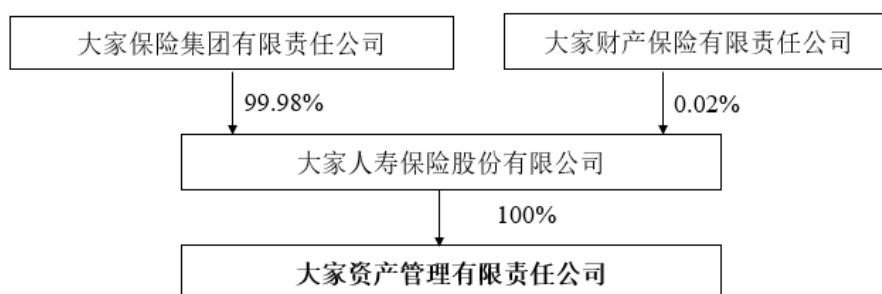 大家保险集团有限责任公司
大家财产保险有限责任公司
99.98%
0.02%
大家人寿保险股份有限公司
100%
大家资产管理有限责任公司